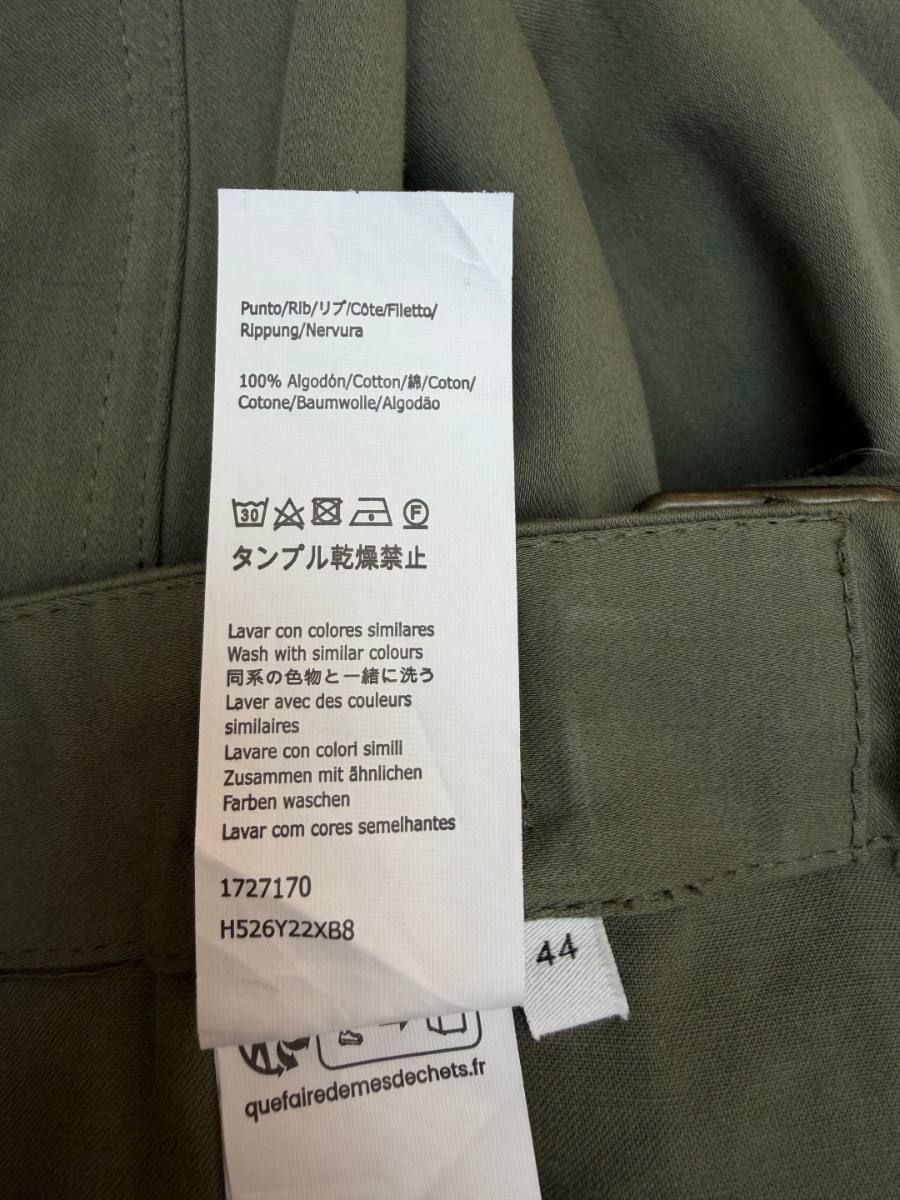 Punto/Rib/リブ/Côte/Filetto/
Rippung/Nervura
100% Algodón/Cotton/綿/Coton/
Cotone/Baumwolle/Algodão
30
F
タンブル乾燥禁止
Lavar con colores similares
Wash with similar colours
同系の色物と一緒に洗う
Laver avec des couleurs
similaires
Lavare con colori simili
Zusammen mit ähnlichen
Farben waschen
Lavar com cores semelhantes
1727170
H526Y22XB8
44
quefairedemesdechets.fr